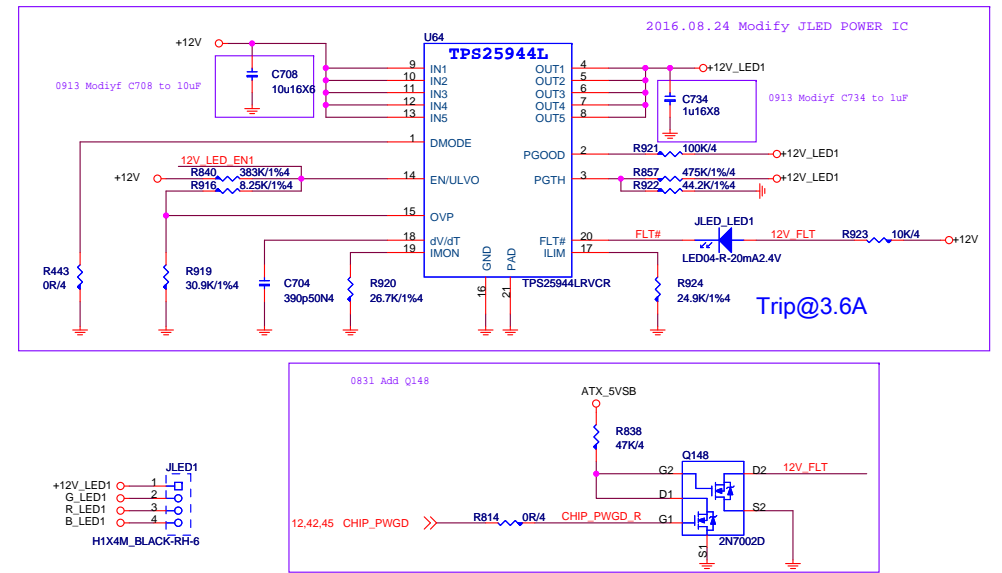 2016.08.24 Modify JLED POWER IC
U64
TPS25944L
+12V
C708
10u16X6
0913 Modiyf C708 to 10uF
9 IN1
10 IN2
11 IN3
12 IN4
13 IN5
1 DMODE
12V_LED_EN1
+12V
R840 383K/1%4
R916 8.25K/1%4
14 EN/ULVO
15 OVP
18 dV/dT
19 IMON
R443
0R/4
R919
30.9K/1%4
C704
390p50N4
R920
26.7K/1%4
GND
16
PAD
21
TPS25944LRVCR
OUT1 4
OUT2 5
OUT3 6
OUT4 7
OUT5 8
+12V_LED1
C734
1u16X8
0913 Modiyf C734 to 1uF
PGOOD 2
R921 100K/4
+12V_LED1
PGTH 3
R857 475K/1%/4
+12V_LED1
R922 44.2K/1%4
JLED_LED1
FLT# 20
FLT#
12V_FLT
R923 10K/4
+12V
LED04-R-20mA2.4V
ILIM 17
R924
24.9K/1%4
Trip@3.6A
0831 Add Q148
ATX_5VSB
R838
47K/4
Q148
G2
D2
12V_FLT
D1
S2
12,42,45 CHIP_PWGD
R814 0R/4
CHIP_PWGD_R
G1
S1
2N7002D
JLED1
+12V_LED1 1
G_LED1 2
R_LED1 3
B_LED1 4
H1X4M_BLACK-RH-6